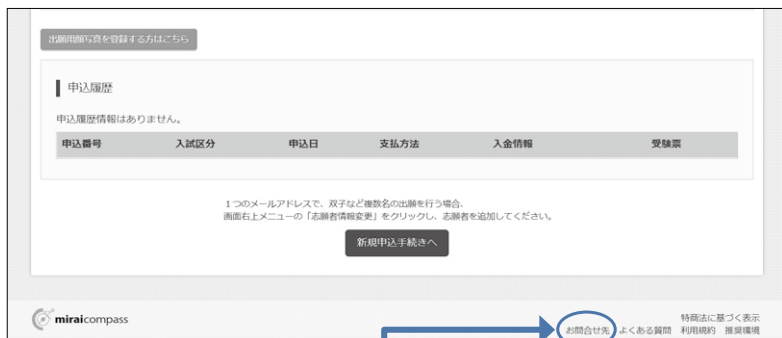 出願用顔写真を登録する方はこちら
申込履歴
申込履歴情報はありません。
申込番号 入試区分 申込日 支払方法 入金情報 受験票
1つのメールアドレスで、双子など複数名の出願を行う場合、
画面右上メニューの「志願者情報変更」をクリックし、志願者を追加してください。
新規申込手続きへ
miraicompass
特商法に基づく表示
お問合せ先 よくある質問 利用規約 推奨環境